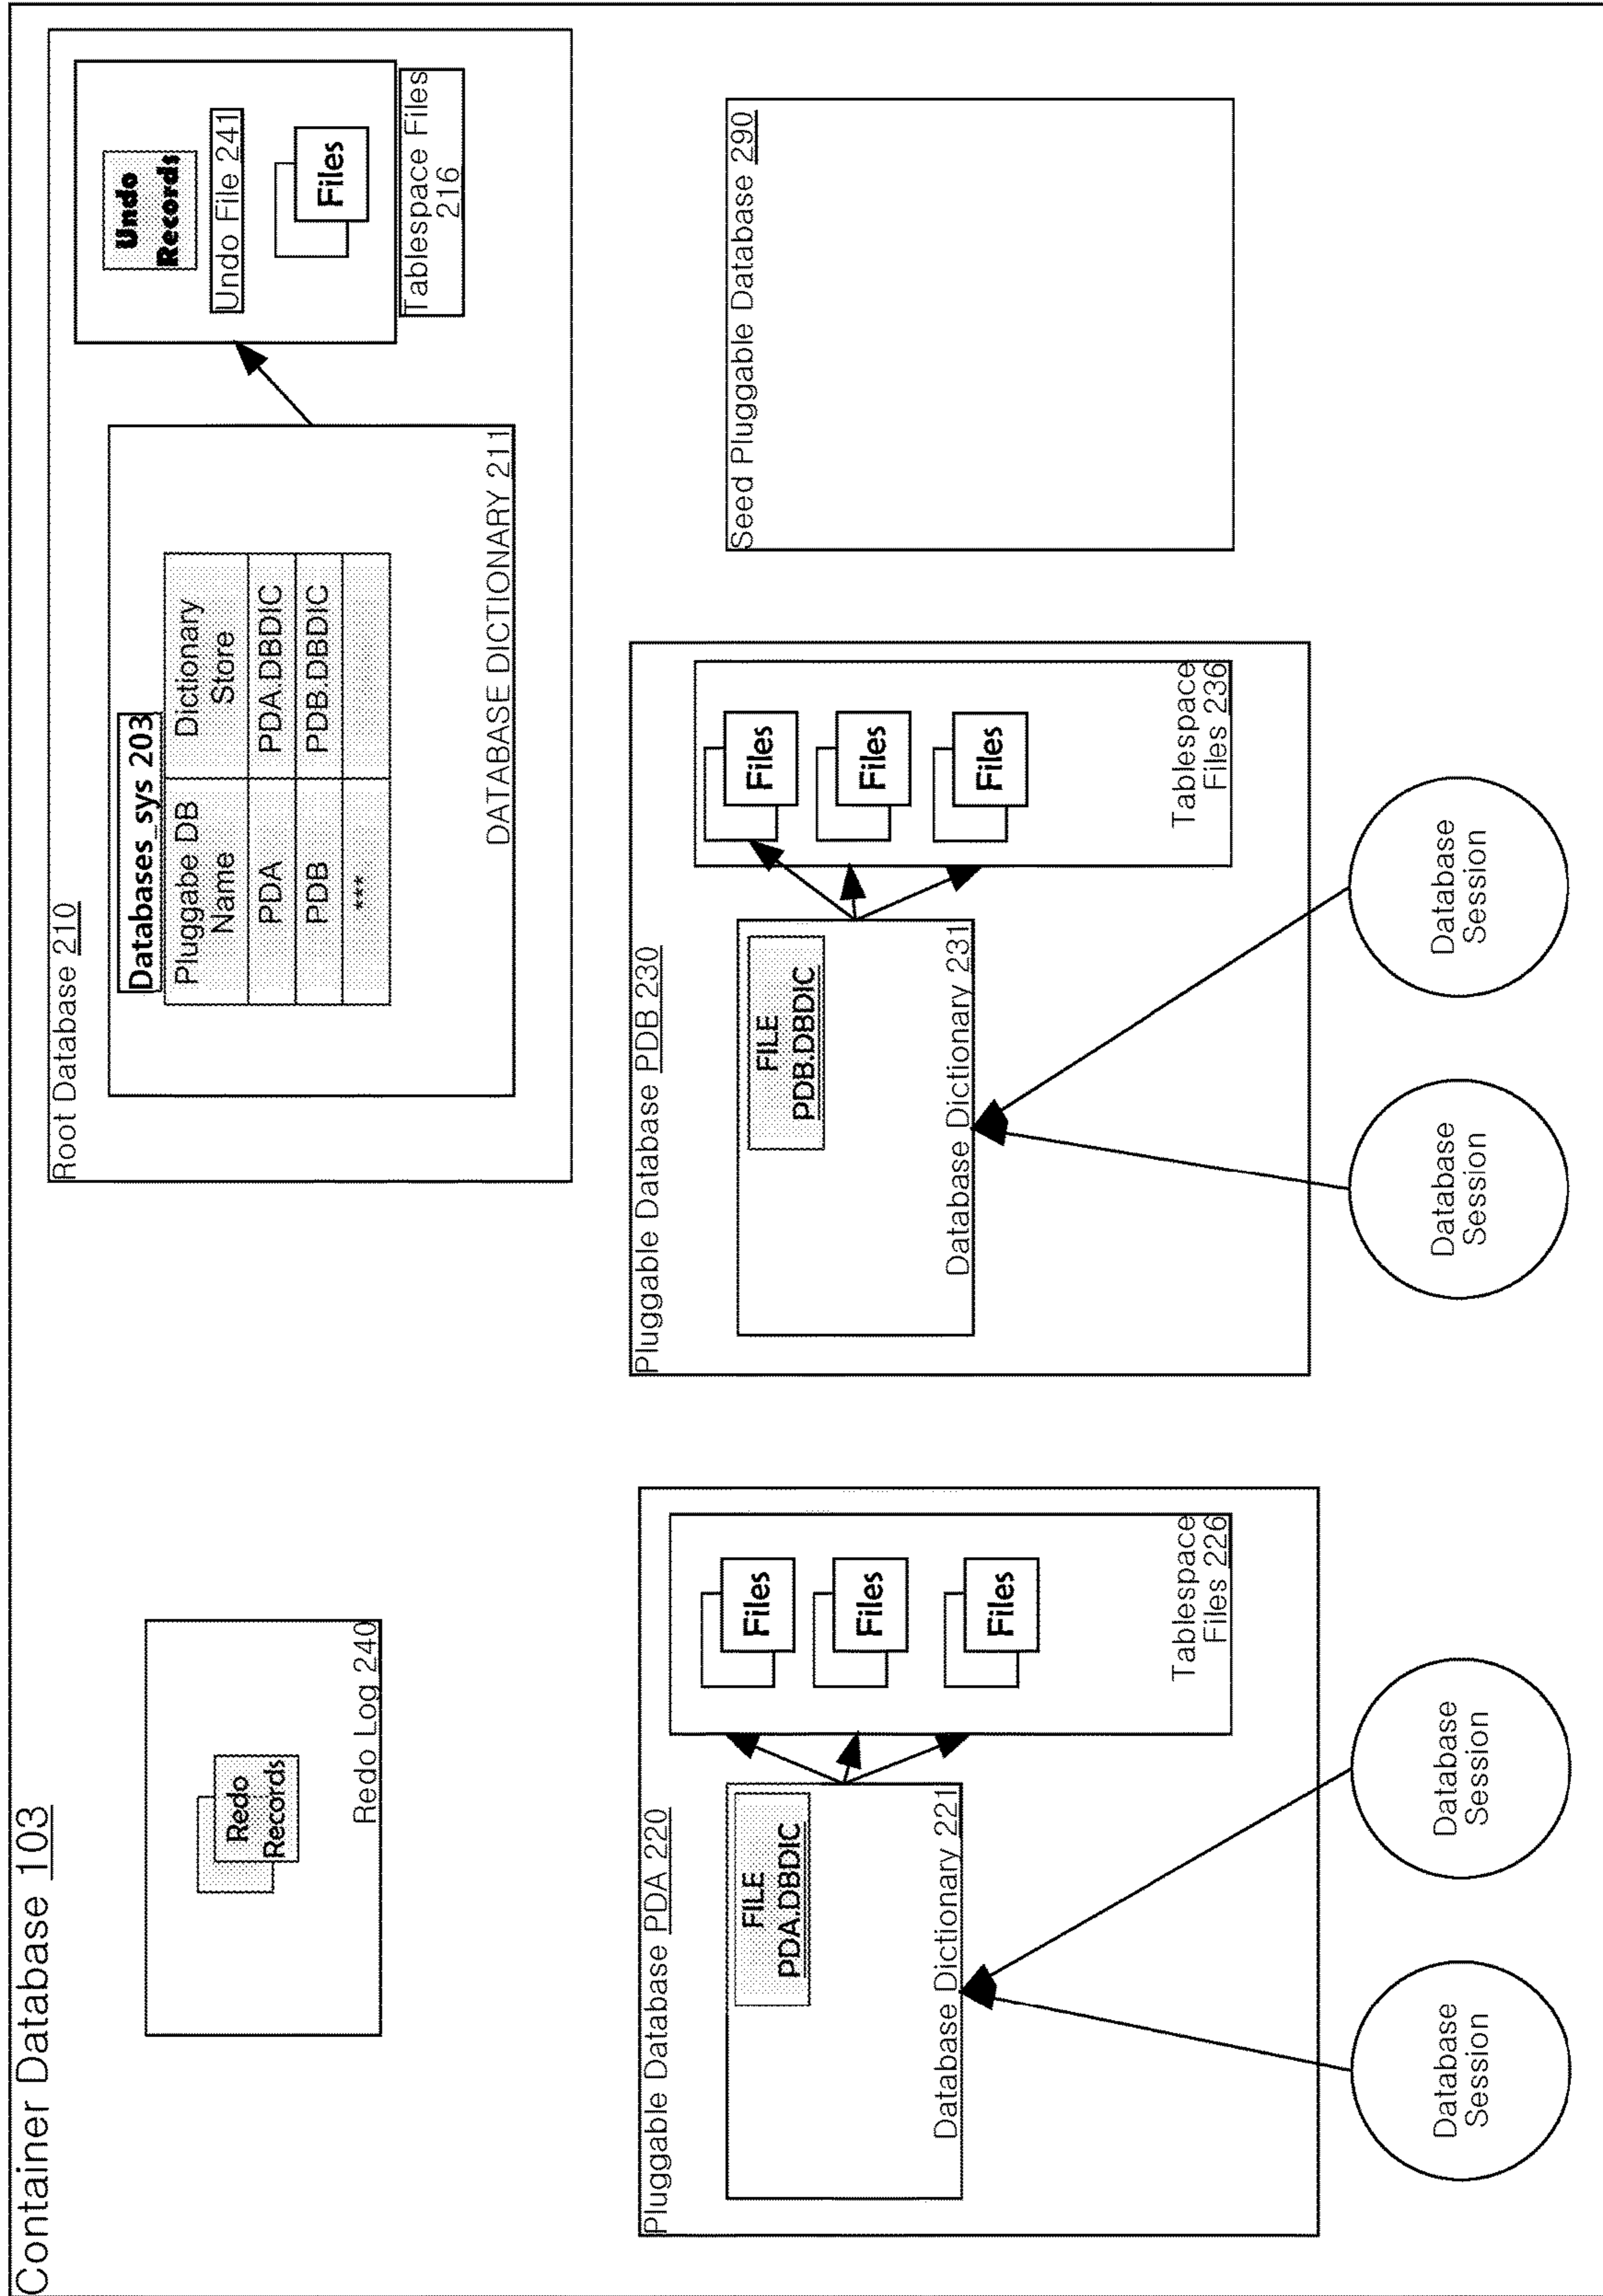 Container Database 103
Redo
Records
Redo Log 240
Root Database 210
Databases_sys 203
Pluggabe DB
Name
Dictionary
Store
PDA
PDA.DBDIC
PDB
PDB.DBDIC
***
DATABASE DICTIONARY 211
Undo
Records
Undo File 241
Files
Tablespace Files
216
Pluggable Database PDA 220
FILE
PDA.DBDIC
Database Dictionary 221
Files
Files
Files
Tablespace
Files 226
Database
Session
Database
Session
Pluggable Database PDB 230
FILE
PDB.DBDIC
Database Dictionary 231
Files
Files
Files
Tablespace
Files 236
Database
Session
Database
Session
Seed Pluggable Database 290